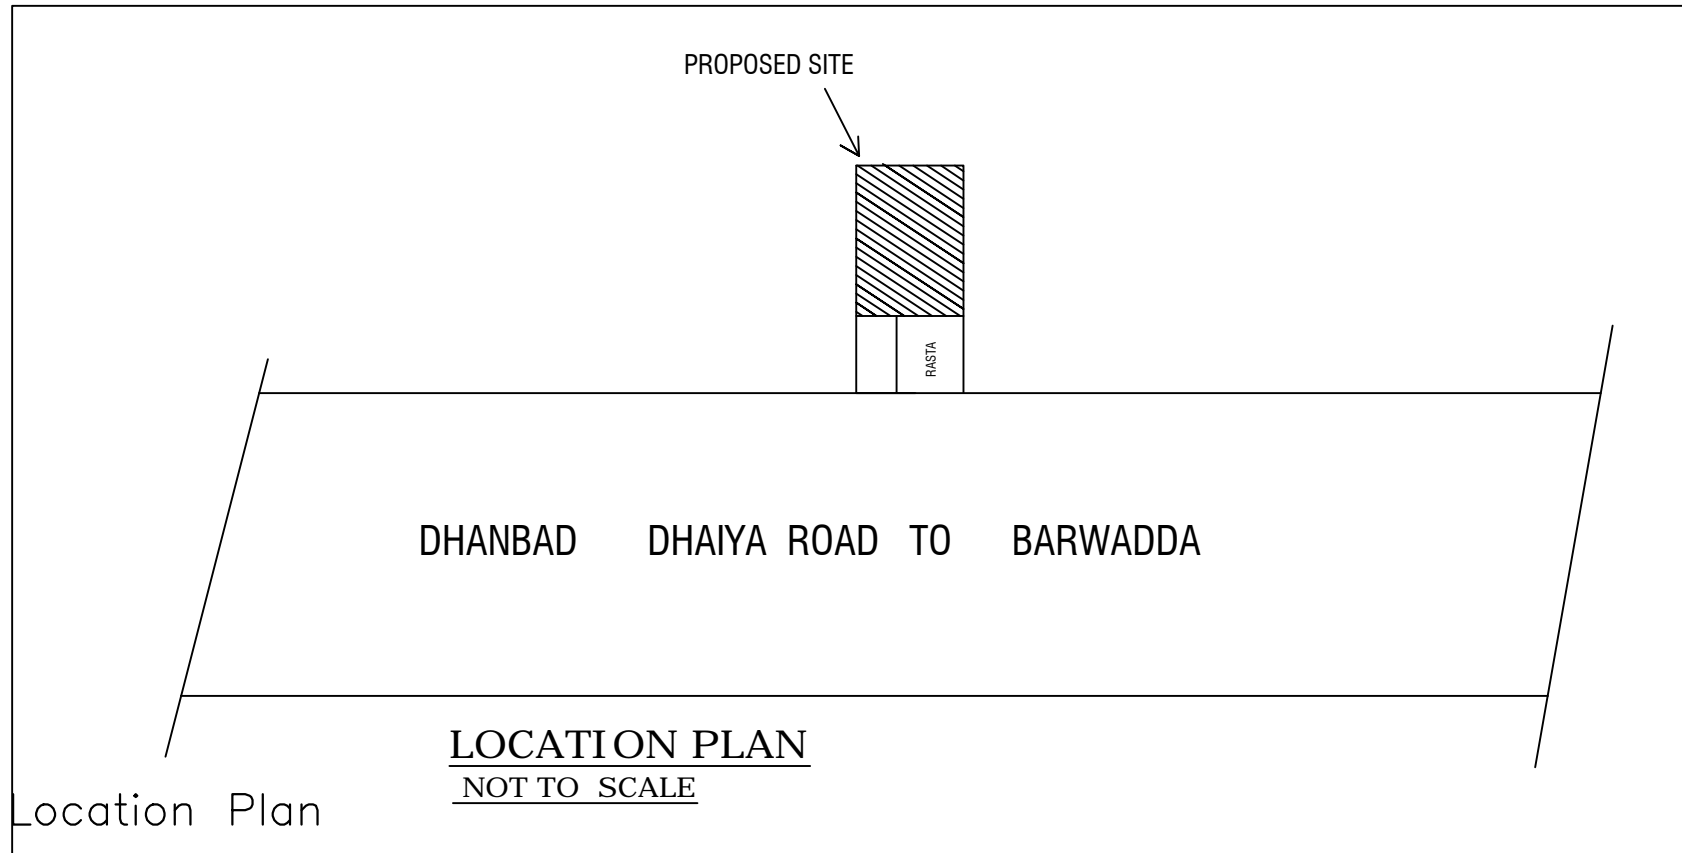 PROPOSED SITE
RASTA
DHANBAD DHAIYA ROAD TO BARWADDA
LOCATION PLAN
NOT TO SCALE
Location Plan